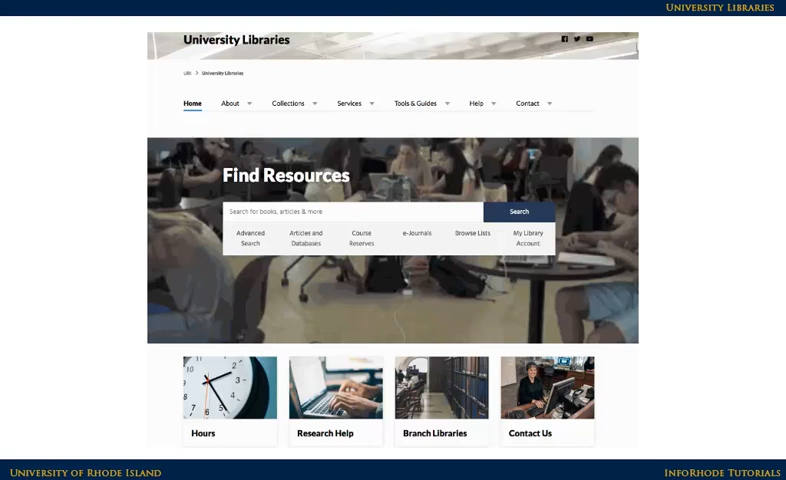 University Libraries
University Libraries
URI > University Libraries
Home About Collections Services Tools & Guides Help Contact
Find Resources
Search for books, articles & more Search
Advanced Search Articles and Databases Course Reserves e-Journals Browse Lists My Library Account
Hours Research Help Branch Libraries Contact Us
University of Rhode Island InfoRhode Tutorials